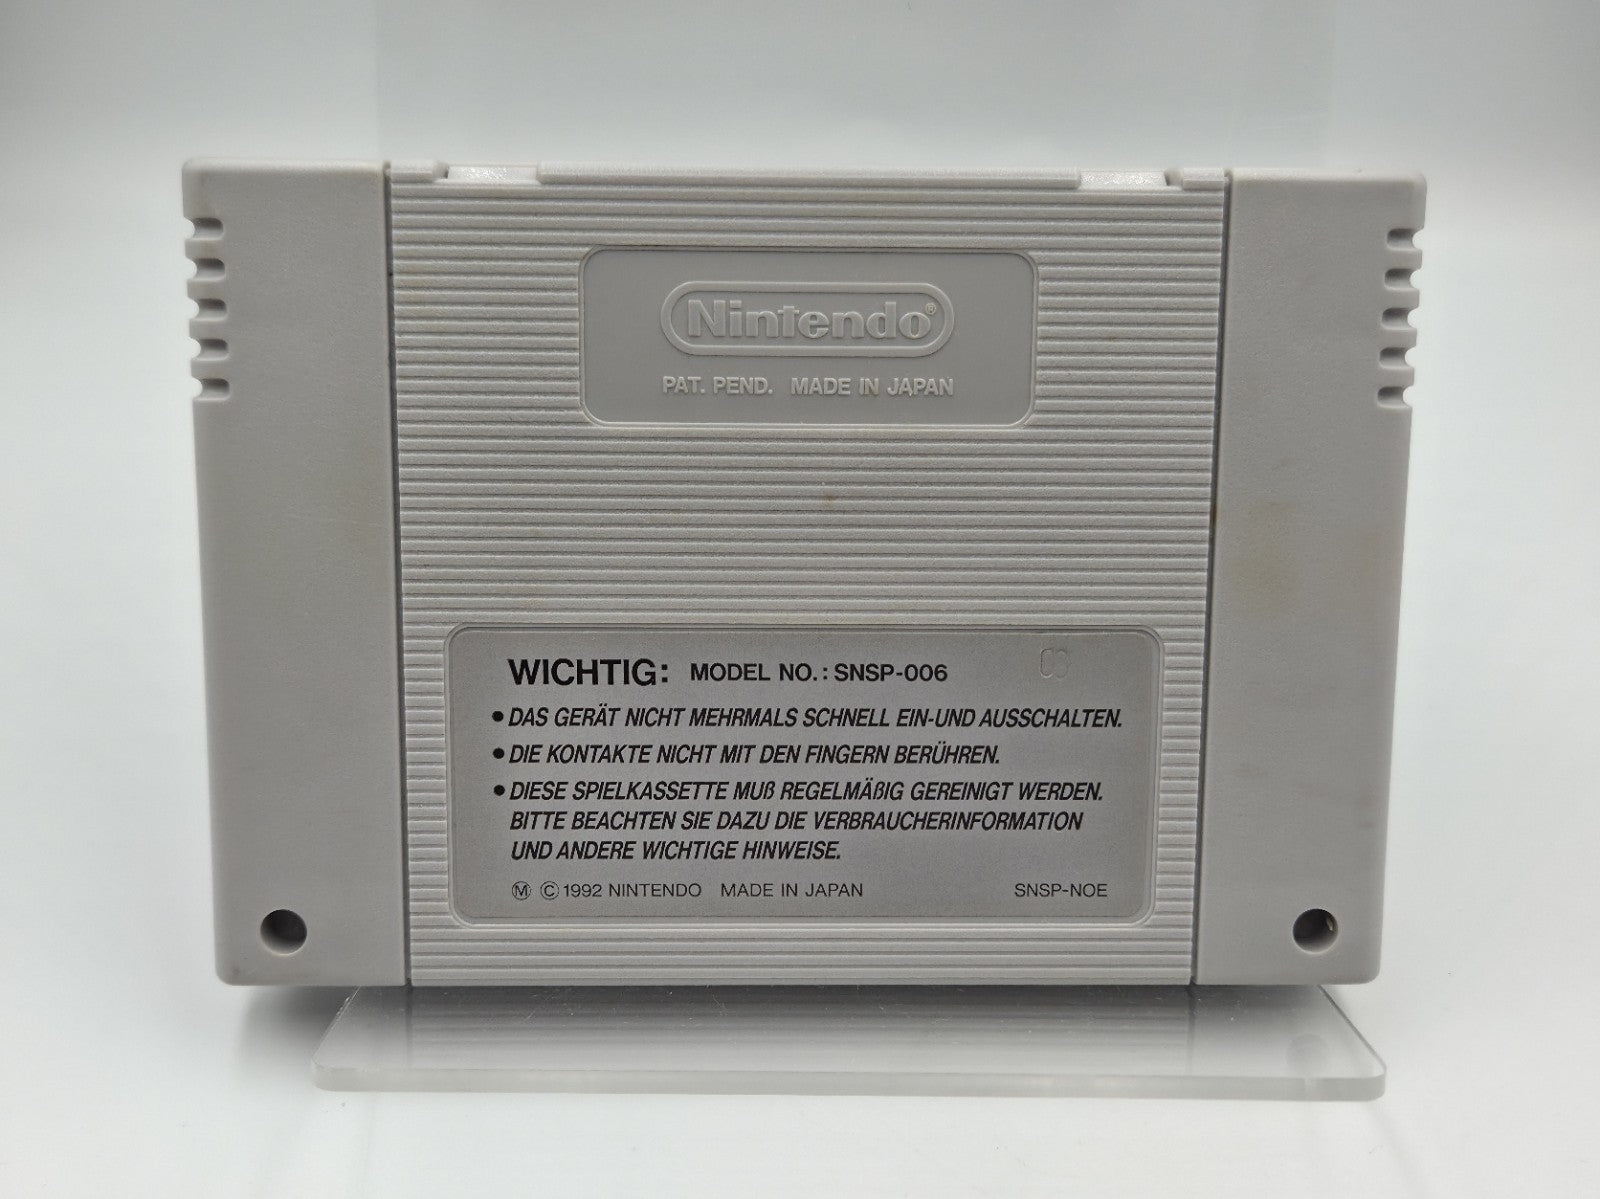 Nintendo®
PAT. PEND. MADE IN JAPAN
WICHTIG: MODEL NO.: SNSP-006
• DAS GERÄT NICHT MEHRMALS SCHNELL EIN-UND AUSSCHALTEN.
• DIE KONTAKTE NICHT MIT DEN FINGERN BERÜHREN.
• DIESE SPIELKASSETTE MUß REGELMÄßIG GEREINIGT WERDEN.
BITTE BEACHTEN SIE DAZU DIE VERBRAUCHERINFORMATION
UND ANDERE WICHTIGE HINWEISE.
Ⓜ © 1992 NINTENDO MADE IN JAPAN SNSP-NOE